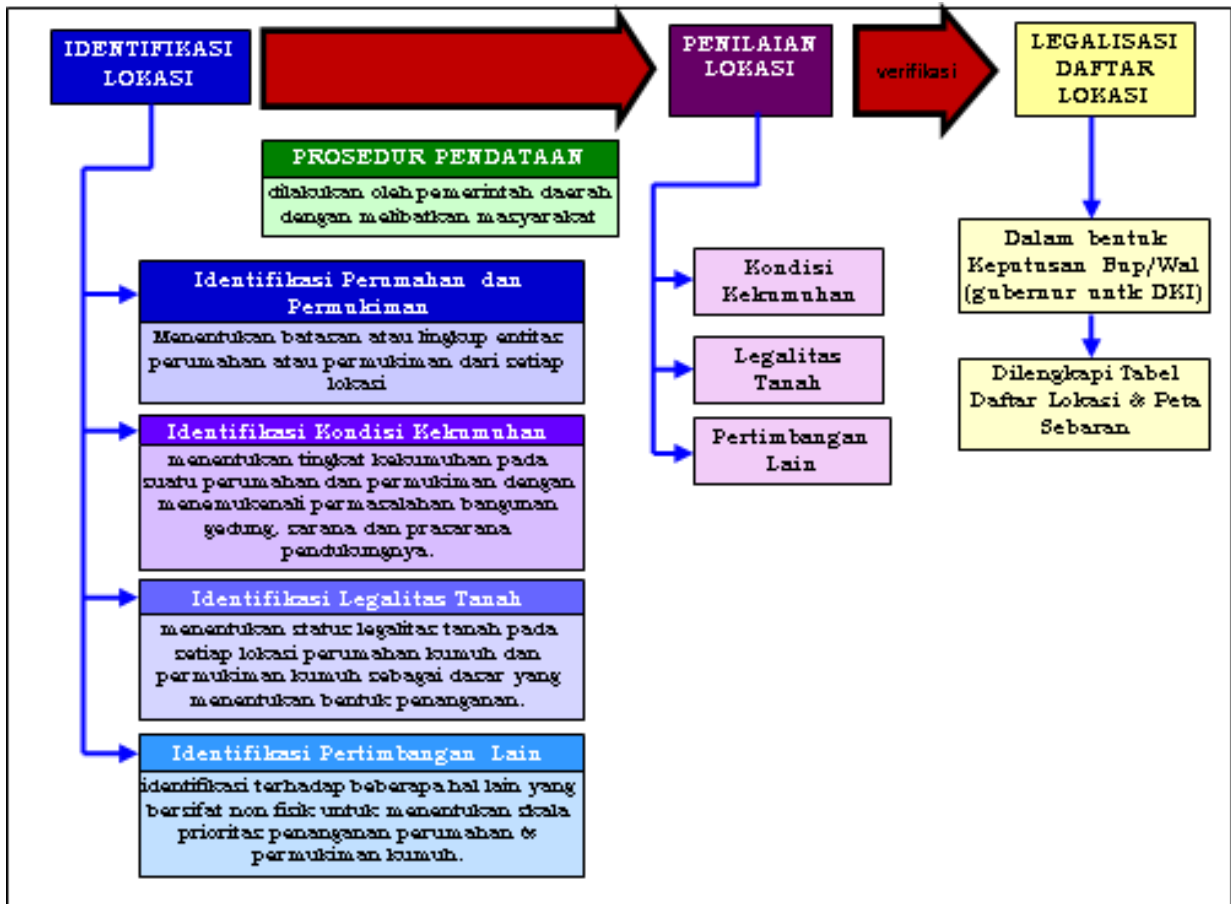 IDENTIFIKASI
LOKASI
PENILAIAN
LOKASI
verifikasi
LEGALISASI
DAFTAR
LOKASI
PROSEDUR PENDATAAN
dilakukan oleh pemerintah daerah
dengan melibatkan masyarakat
Identifikasi Perumahan dan
Permukiman
Menentukan batasan atau lingkup entitas
perumahan atau permukiman dari setiap
lokasi
Identifikasi Kondisi Kekumuhan
menentukan tingkat kekumuhan pada
suatu perumahan dan permukiman dengan
menemukenali permasalahan bangunan
gedung, sarana dan prasarana
pendukungnya.
Identifikasi Legalitas Tanah
menentukan status legalitas tanah pada
setiap lokasi perumahan kumuh dan
permukiman kumuh sebagai dasar yang
menentukan bentuk penanganan.
Identifikasi Pertimbangan Lain
identifikasi terhadap beberapa hal lain yang
bersifat non fisik untuk menentukan skala
prioritas penanganan perumahan &
permukiman kumuh.
Kondisi
Kekumuhan
Legalitas
Tanah
Pertimbangan
Lain
Dalam bentuk
Keputusan Bup/Wal
(gubernur untk DKI)
Dilengkapi Tabel
Daftar Lokasi & Peta
Sebaran